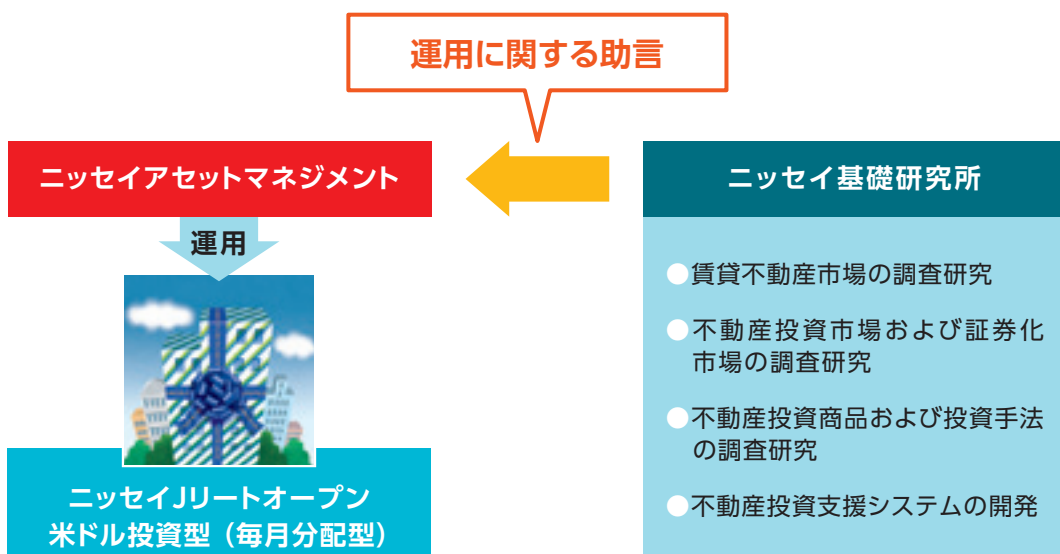 運用に関する助言
ニッセイアセットマネジメント
運用
ニッセイJリートオープン
米ドル投資型（毎月分配型）
ニッセイ基礎研究所
●賃貸不動産市場の調査研究
●不動産投資市場および証券化
市場の調査研究
●不動産投資商品および投資手法
の調査研究
●不動産投資支援システムの開発